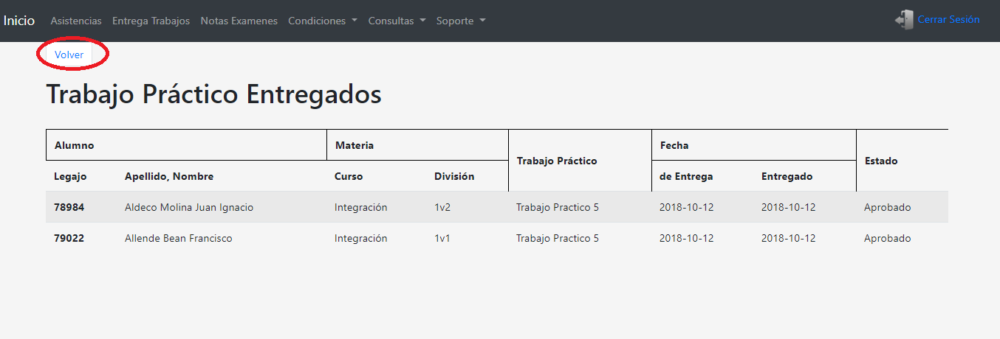 Inicio Asistencias Entrega Trabajos Notas Examenes Condiciones Consultas Soporte Cerrar Sesión
Volver
Trabajo Práctico Entregados
Alumno Materia Trabajo Práctico Fecha Estado
Legajo Apellido, Nombre Curso División de Entrega Entregado
78984 Aldeco Molina Juan Ignacio Integración 1v2 Trabajo Practico 5 2018-10-12 2018-10-12 Aprobado
79022 Allende Bean Francisco Integración 1v1 Trabajo Practico 5 2018-10-12 2018-10-12 Aprobado